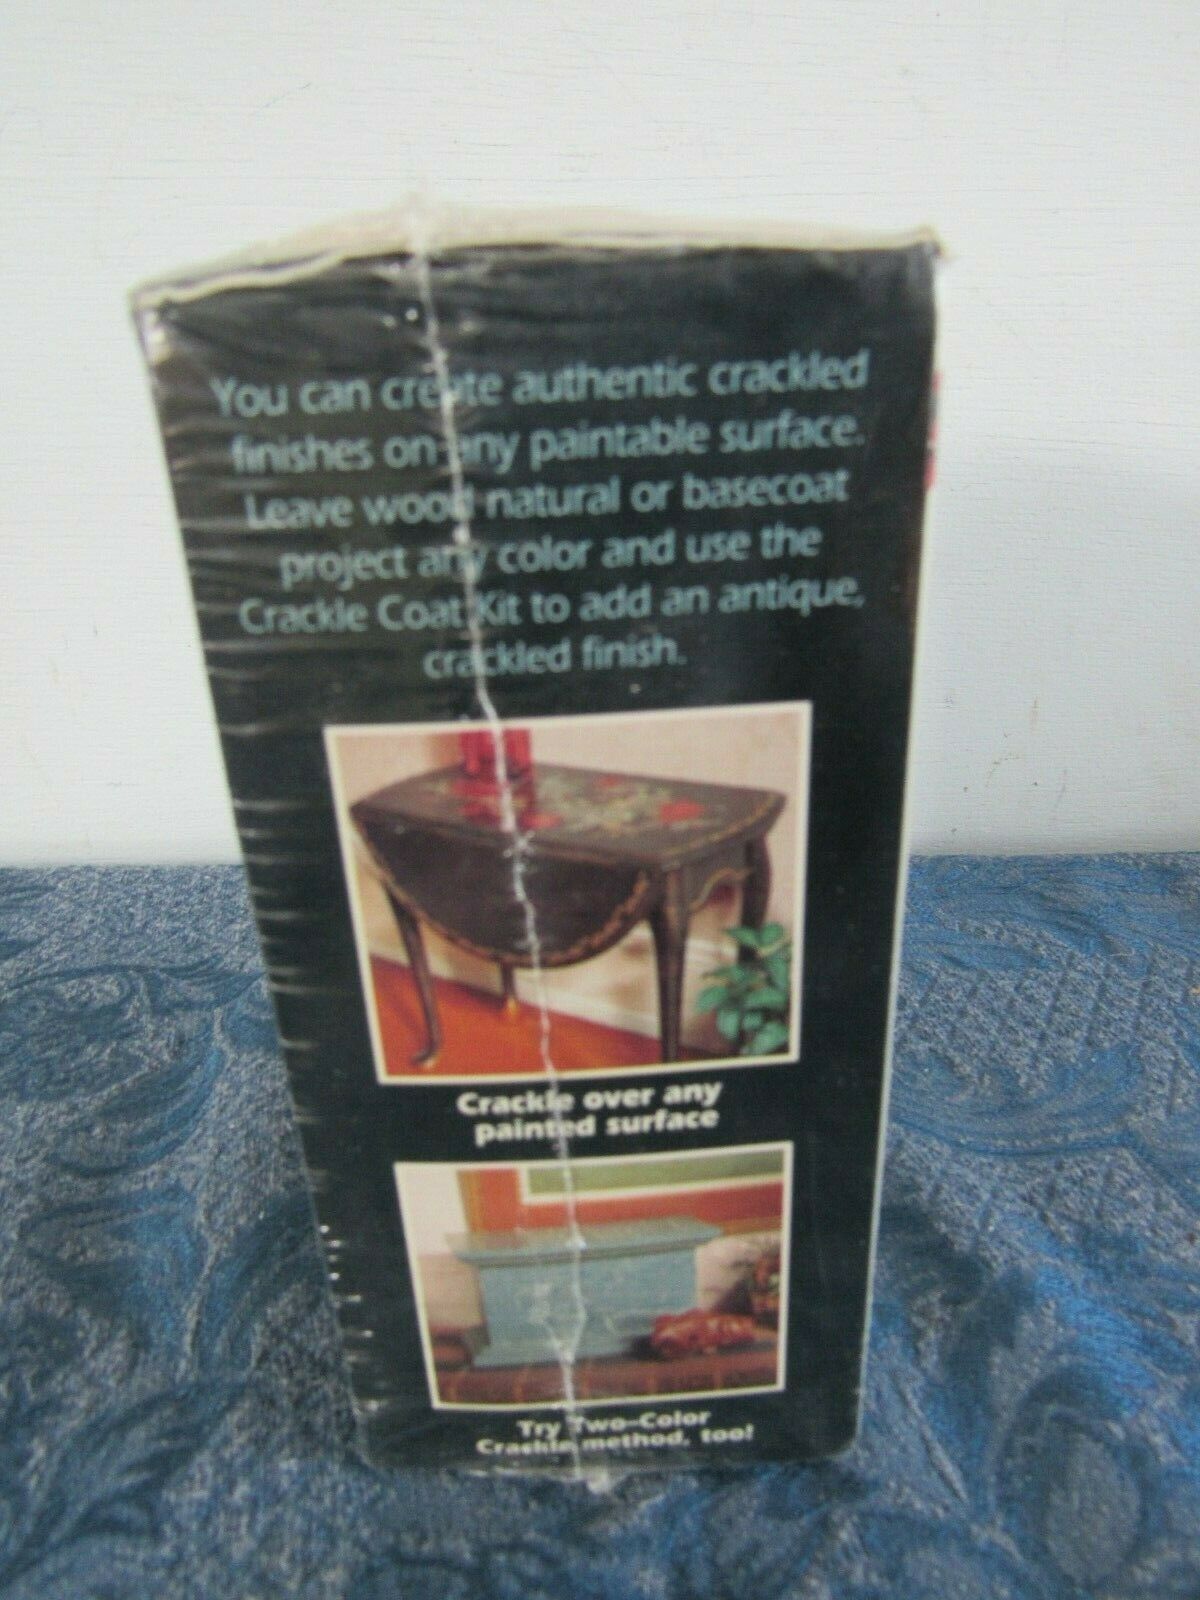 You can create authentic crackled
finishes on any paintable surface.
Leave wood natural or basecoat
project any color and use the
Crackle Coat Kit to add an antique,
crackled finish.
Crackle over any
painted surface
Try Two-Color
Crackle method, too!